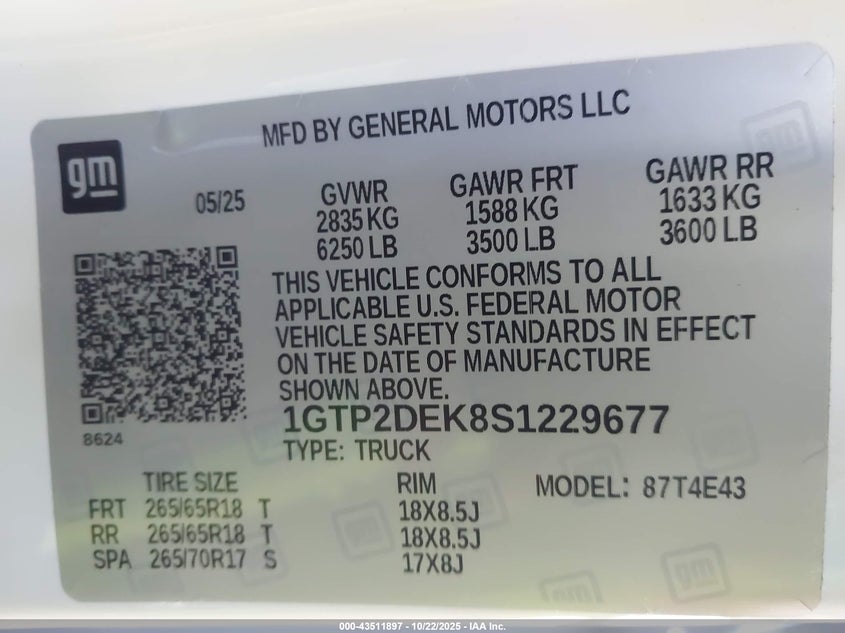 MFD BY GENERAL MOTORS LLC
gm
05/25
GVWR
2835 KG
6250 LB
GAWR FRT
1588 KG
3500 LB
GAWR RR
1633 KG
3600 LB
THIS VEHICLE CONFORMS TO ALL
APPLICABLE U.S. FEDERAL MOTOR
VEHICLE SAFETY STANDARDS IN EFFECT
ON THE DATE OF MANUFACTURE
SHOWN ABOVE.
1GTP2DEK8S1229677
TYPE: TRUCK
8624
TIRE SIZE RIM MODEL: 87T4E43
FRT 265/65R18 T 18X8.5J
RR 265/65R18 T 18X8.5J
SPA 265/70R17 S 17X8J
gm
gm
000-43511897 - 10/22/2025 - IAA Inc.